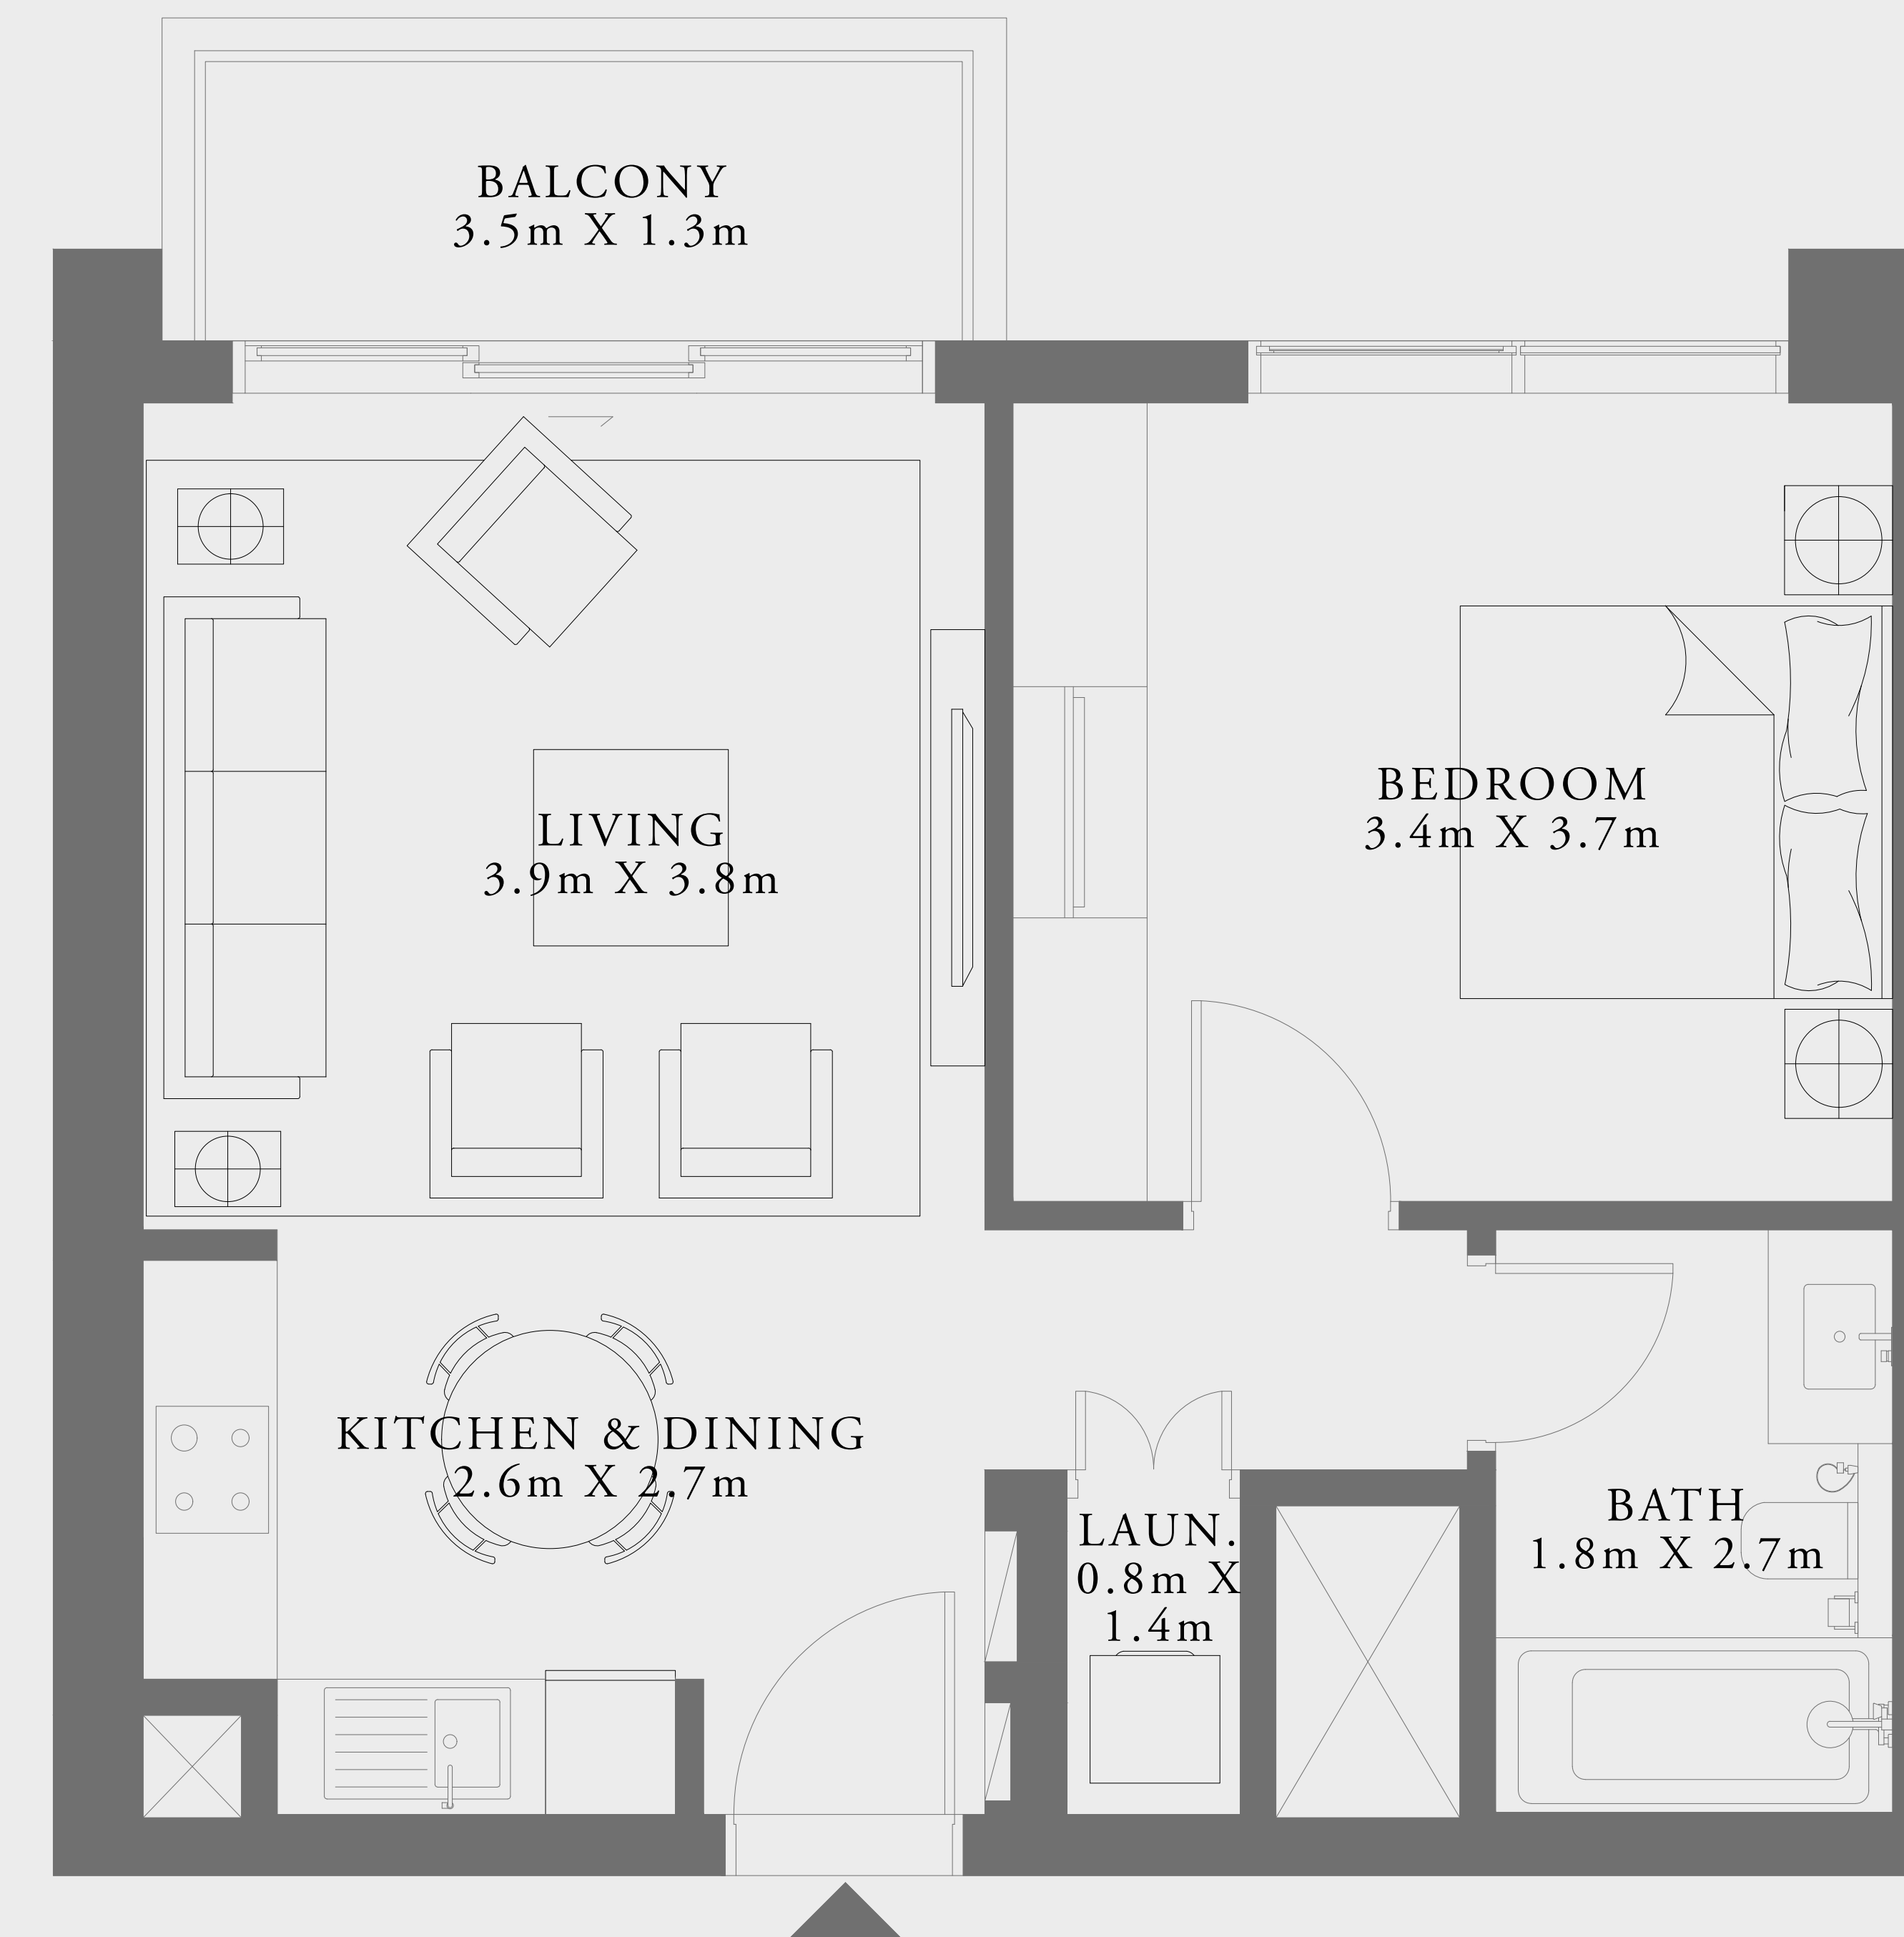 BALCONY
3.5m X 1.3m
LIVING
3.9m X 3.8m
BEDROOM
3.4m X 3.7m
KITCHEN & DINING
2.6m X 2.7m
LAUN.
0.8m X
1.4m
BATH
1.8m X 2.7m